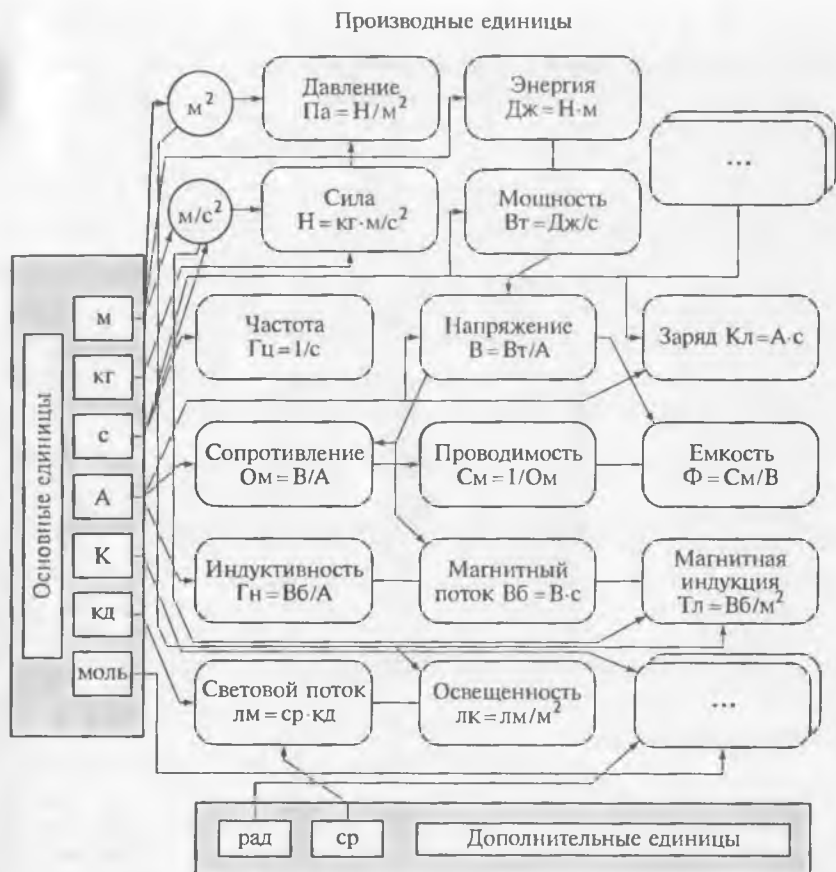 Производные единицы
м²
Давление
Па = Н/м²
Энергия
Дж = Н·м
...
м/с²
Сила
Н = кг·м/с²
Мощность
Вт = Дж/с
Основные единицы
м
кг
с
А
К
кд
моль
Частота
Гц = 1/с
Напряжение
В = Вт/А
Заряд Кл = А·с
Сопротивление
Ом = В/А
Проводимость
См = 1/Ом
Емкость
Ф = См/В
Индуктивность
Гн = Вб/А
Магнитный
поток Вб = В·с
Магнитная
индукция
Тл = Вб/м²
Световой поток
лм = ср·кд
Освещенность
лк = лм/м²
...
рад
ср
Дополнительные единицы